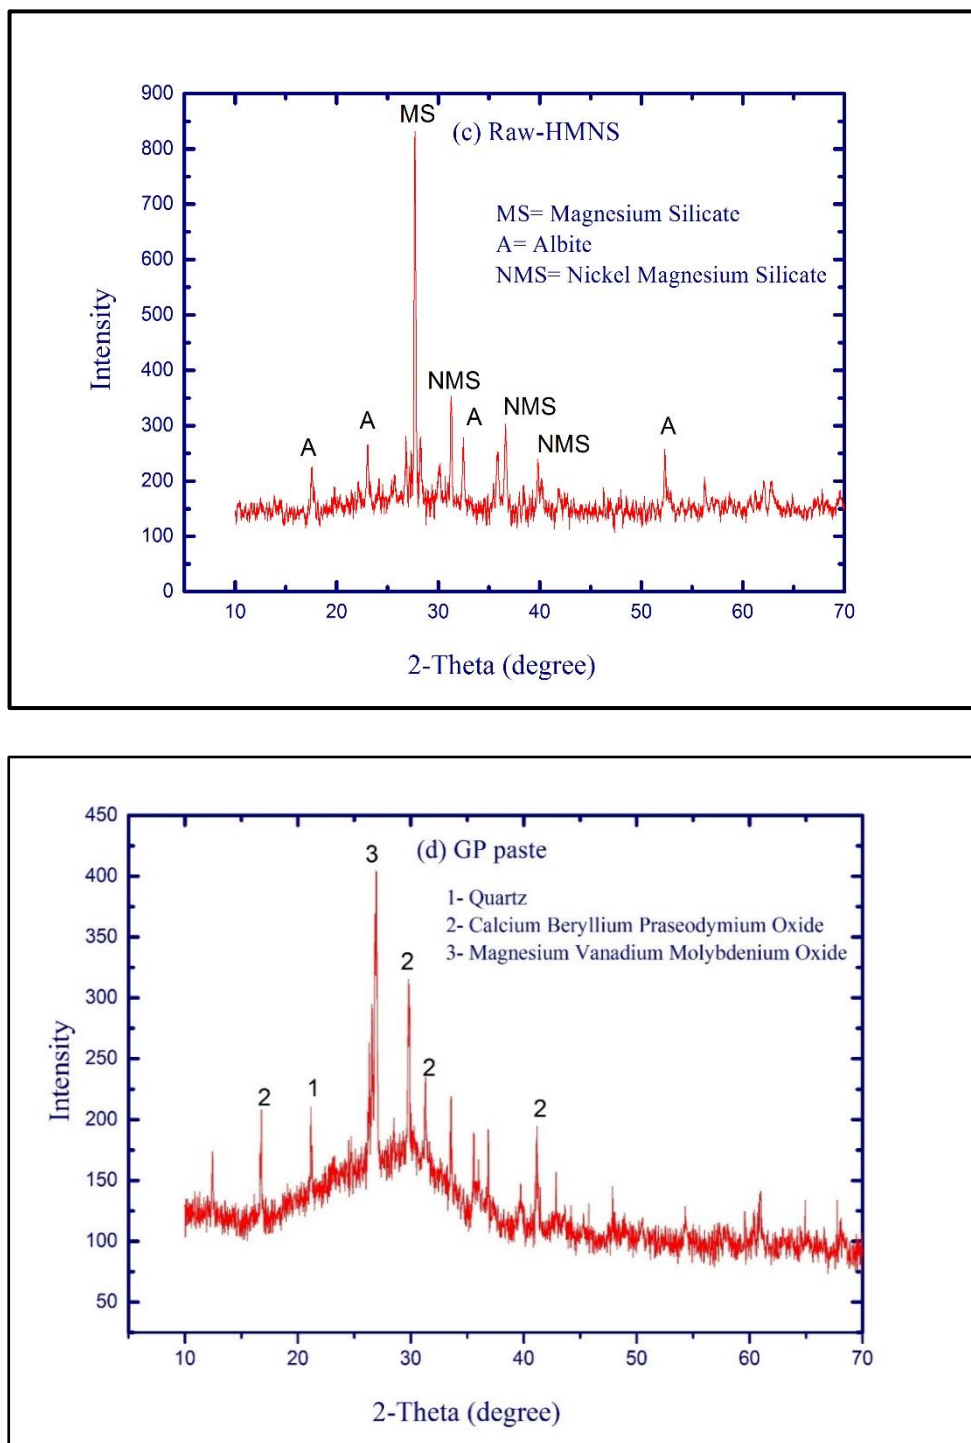 900
800
700
600
500
400
300
200
100
0
Intensity
MS
(c) Raw-HMNS
MS= Magnesium Silicate
A= Albite
NMS= Nickel Magnesium Silicate
NMS
A
A
A
NMS
NMS
A
10 20 30 40 50 60 70
2-Theta (degree)
450
400
350
300
250
200
150
100
50
Intensity
3
(d) GP paste
1- Quartz
2- Calcium Beryllium Praseodymium Oxide
3- Magnesium Vanadium Molybdenium Oxide
2
2
2
1
2
10 20 30 40 50 60 70
2-Theta (degree)